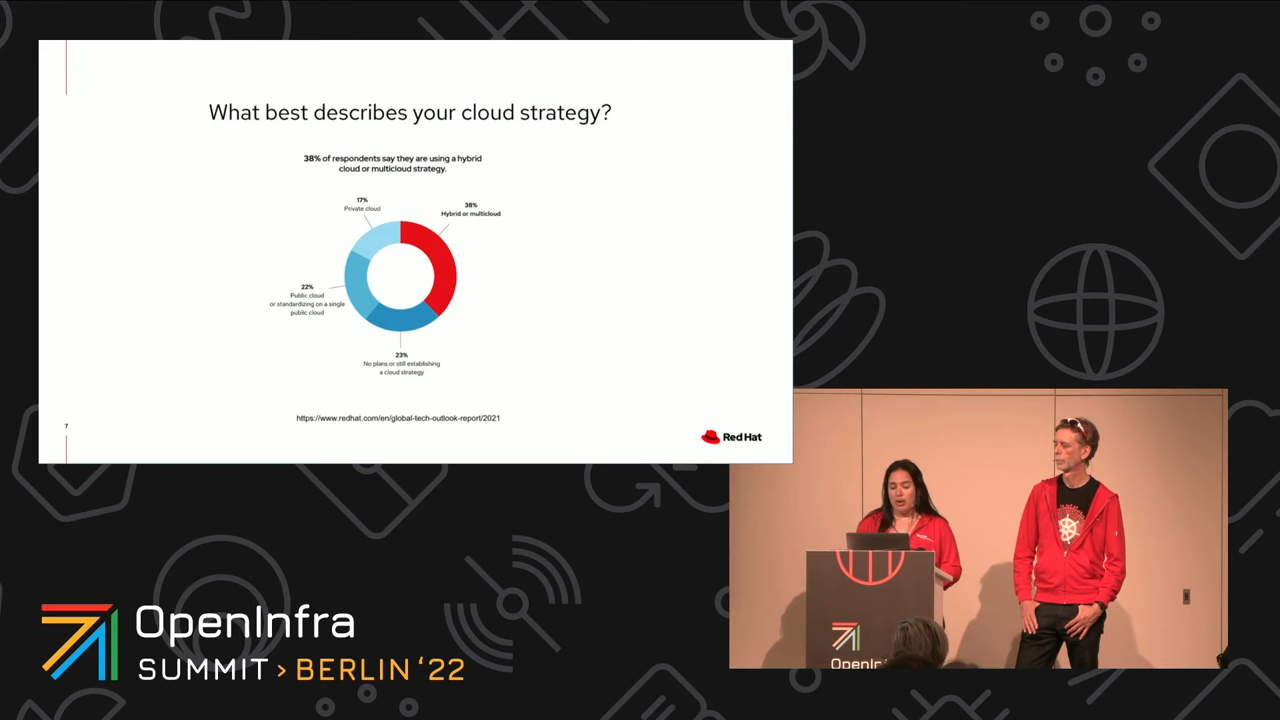 What best describes your cloud strategy?
38% of respondents say they are using a hybrid
cloud or multicloud strategy.
17%
Private cloud
38%
Hybrid or multicloud
22%
Public cloud
or standardizing on a single
public cloud
23%
No plans or still establishing
a cloud strategy
https://www.redhat.com/en/global-tech-outlook-report/2021
7
Red Hat
OpenInfra
SUMMIT > BERLIN ‘22
OpenInf